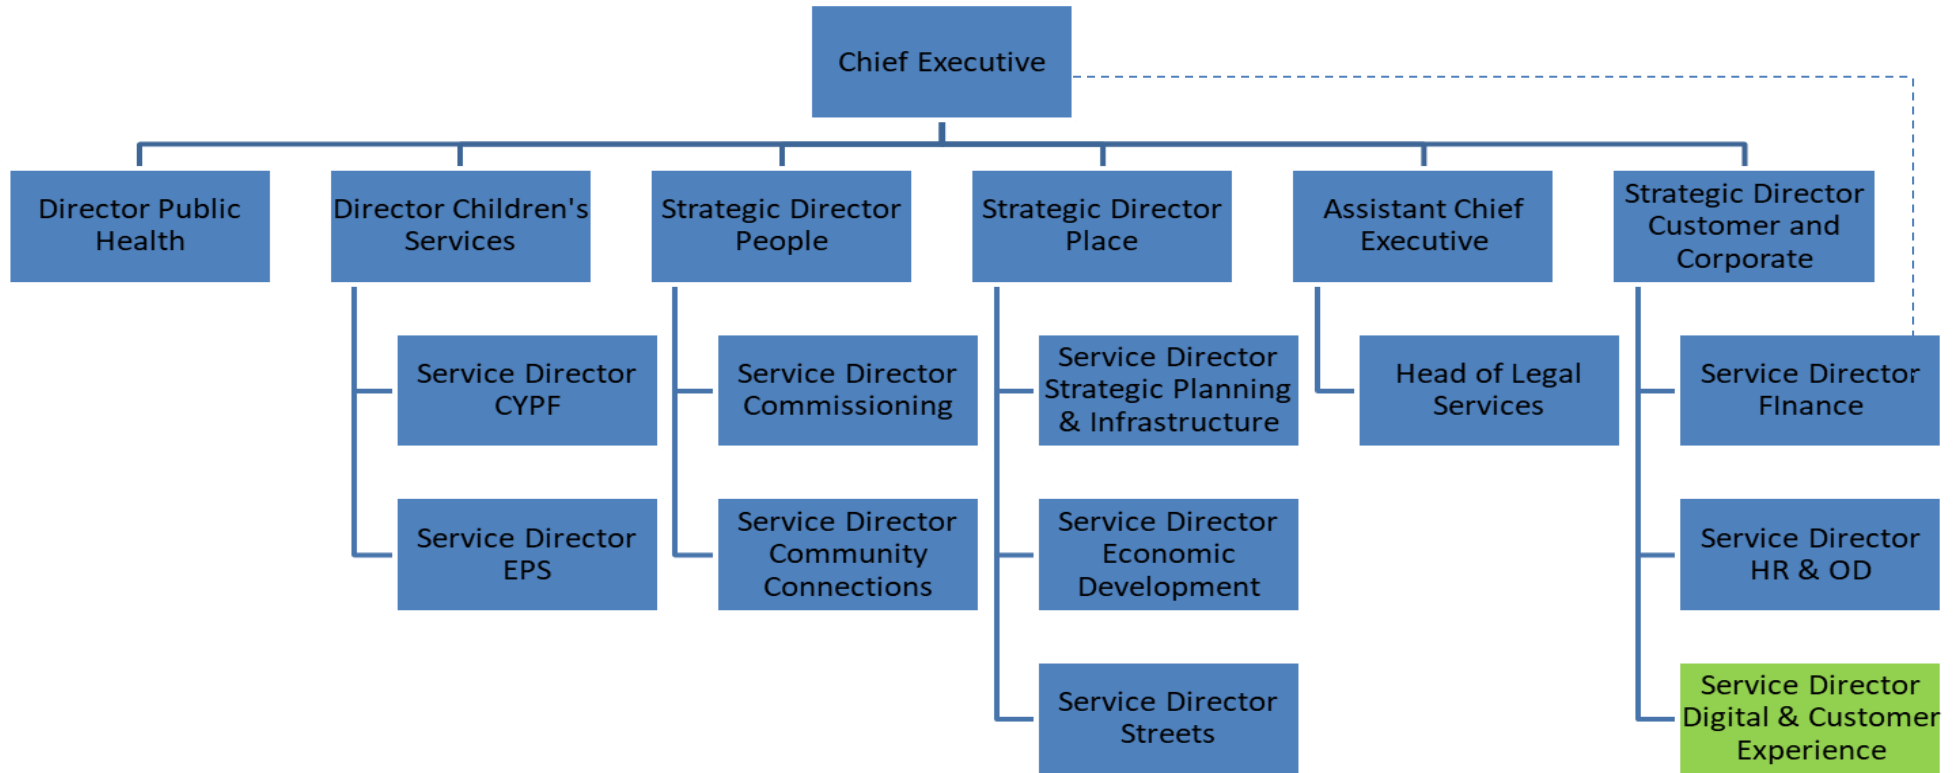 Chief Executive
Director Public
Health
Director Children's
Services
Strategic Director
People
Strategic Director
Place
Assistant Chief
Executive
Strategic Director
Customer and
Corporate
Service Director
CYPF
Service Director
Commissioning
Service Director
Strategic Planning
& Infrastructure
Head of Legal
Services
Service Director
FInance
Service Director
EPS
Service Director
Community
Connections
Service Director
Economic
Development
Service Director
HR & OD
Service Director
Streets
Service Director
Digital & Customer
Experience